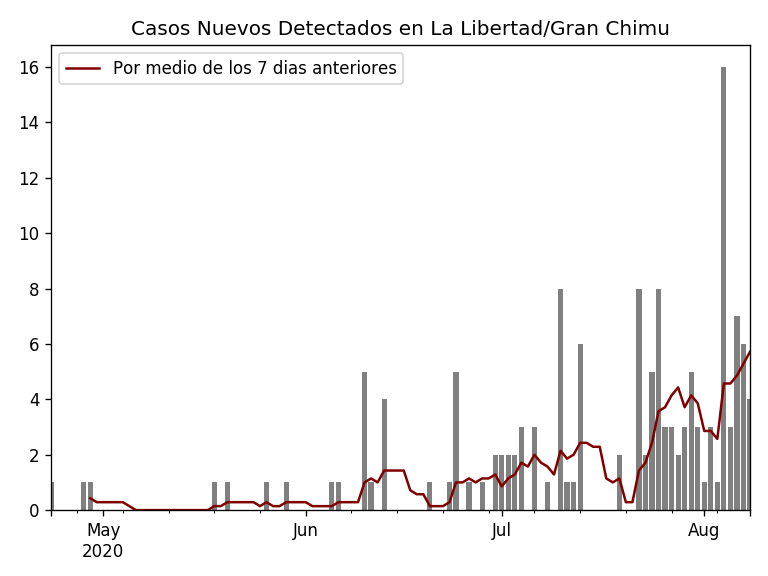 Casos Nuevos Detectados en La Libertad/Gran Chimu
Por medio de los 7 dias anteriores
16
14
12
10
8
6
4
2
0
May
2020
Jun
Jul
Aug